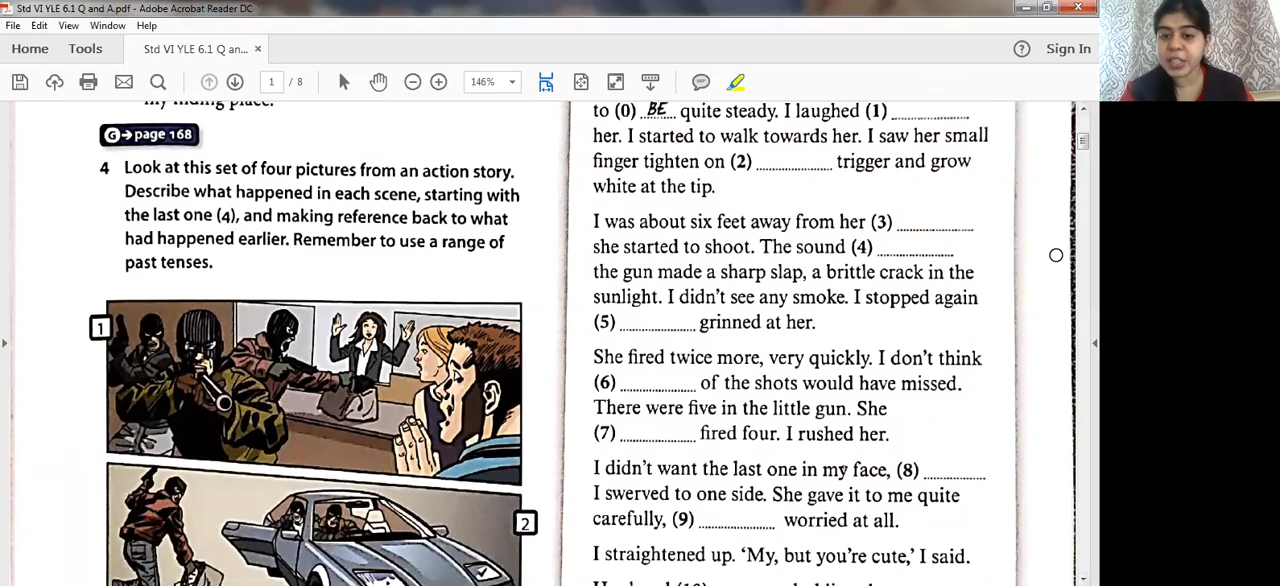 Std VI YLE 6.1 Q and A.pdf - Adobe Acrobat Reader DC
File Edit View Window Help
Home Tools Std VI YLE 6.1 Q an... × Sign In
1 / 8 146%
my hiding place.
G→page 168
4 Look at this set of four pictures from an action story.
Describe what happened in each scene, starting with
the last one (4), and making reference back to what
had happened earlier. Remember to use a range of
past tenses.
1
2
to (0) BE quite steady. I laughed (1) ....................
her. I started to walk towards her. I saw her small
finger tighten on (2) .................... trigger and grow
white at the tip.
I was about six feet away from her (3) ....................
she started to shoot. The sound (4) ....................
the gun made a sharp slap, a brittle crack in the
sunlight. I didn't see any smoke. I stopped again
(5) .................... grinned at her.
She fired twice more, very quickly. I don't think
(6) .................... of the shots would have missed.
There were five in the little gun. She
(7) .................... fired four. I rushed her.
I didn't want the last one in my face, (8) ....................
I swerved to one side. She gave it to me quite
carefully, (9) .................... worried at all.
I straightened up. 'My, but you're cute,' I said.